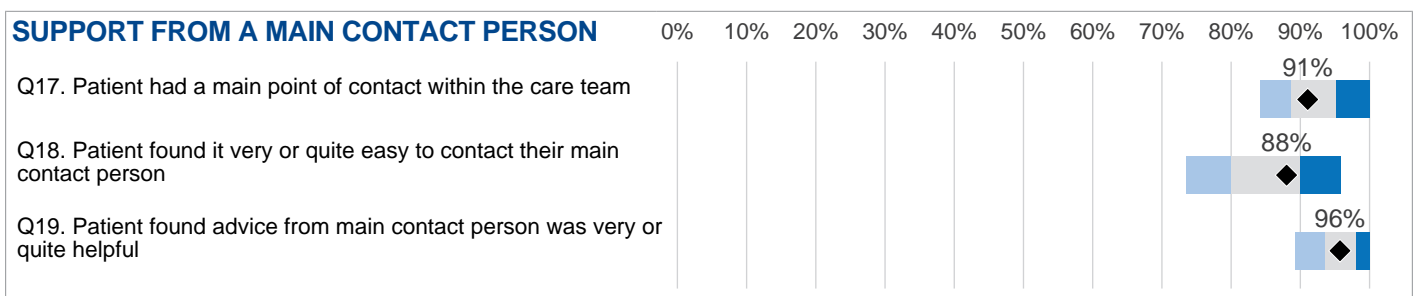 SUPPORT FROM A MAIN CONTACT PERSON 0% 10% 20% 30% 40% 50% 60% 70% 80% 90% 100%
Q17. Patient had a main point of contact within the care team 91%
Q18. Patient found it very or quite easy to contact their main
contact person 88%
Q19. Patient found advice from main contact person was very or
quite helpful 96%